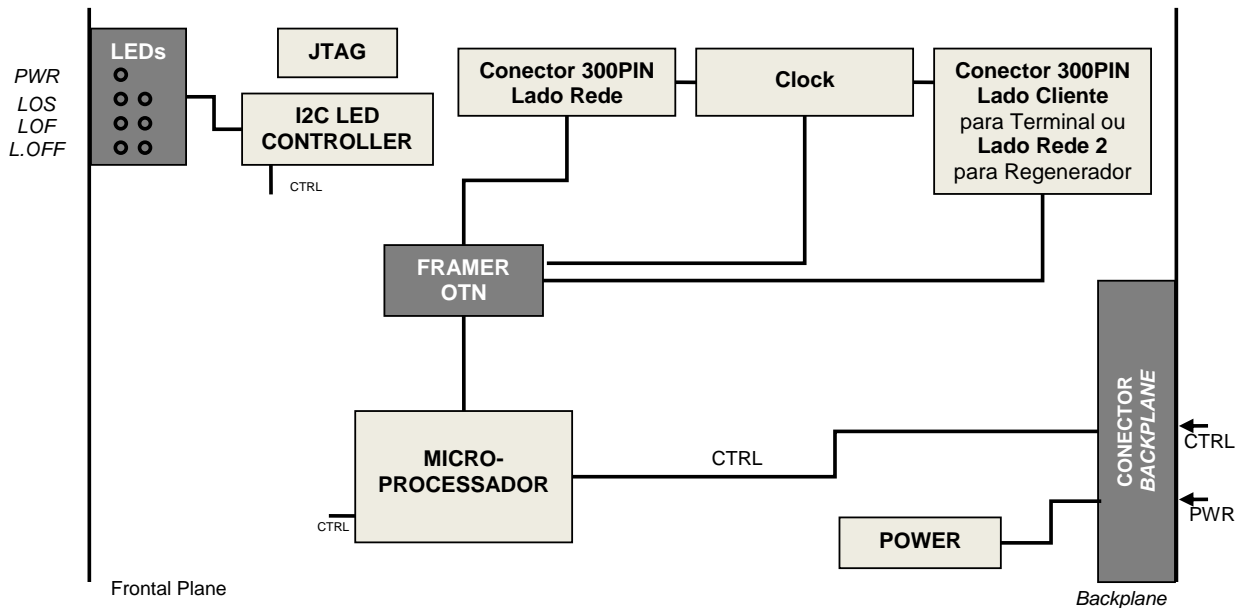 LEDs
PWR
LOS
LOF
L.OFF
JTAG
I2C LED
CONTROLLER
CTRL
Conector 300PIN
Lado Rede
Clock
Conector 300PIN
Lado Cliente
para Terminal ou
Lado Rede 2
para Regenerador
FRAMER
OTN
MICRO-
PROCESSADOR
CTRL
CTRL
POWER
CONECTOR
BACKPLANE
CTRL
PWR
Frontal Plane
Backplane